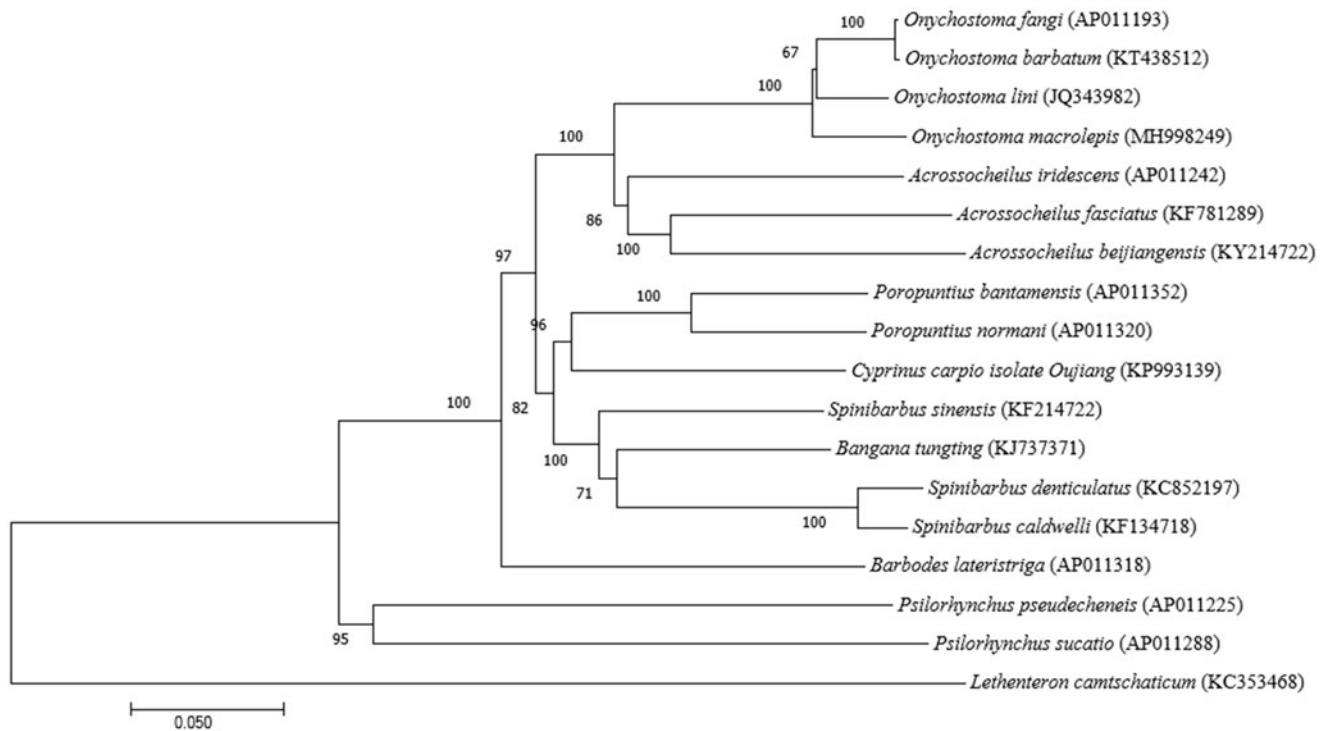 100
Onychostoma fangi (AP011193)
67
Onychostoma barbatum (KT438512)
100
Onychostoma lini (JQ343982)
100
Onychostoma macrolepis (MH998249)
Acrossocheilus iridescens (AP011242)
86
Acrossocheilus fasciatus (KF781289)
100
Acrossocheilus beijiangensis (KY214722)
97
Poropuntius bantamensis (AP011352)
100
96
Poropuntius normani (AP011320)
Cyprinus carpio isolate Oujiang (KP993139)
100
82
Spinibarbus sinensis (KF214722)
100
Bangana tungting (KJ737371)
71
Spinibarbus denticulatus (KC852197)
100
Spinibarbus caldwelli (KF134718)
Barbodes lateristriga (AP011318)
Psilorhynchus pseudecheneis (AP011225)
95
Psilorhynchus sucatio (AP011288)
Lethenteron camtschaticum (KC353468)
0.050